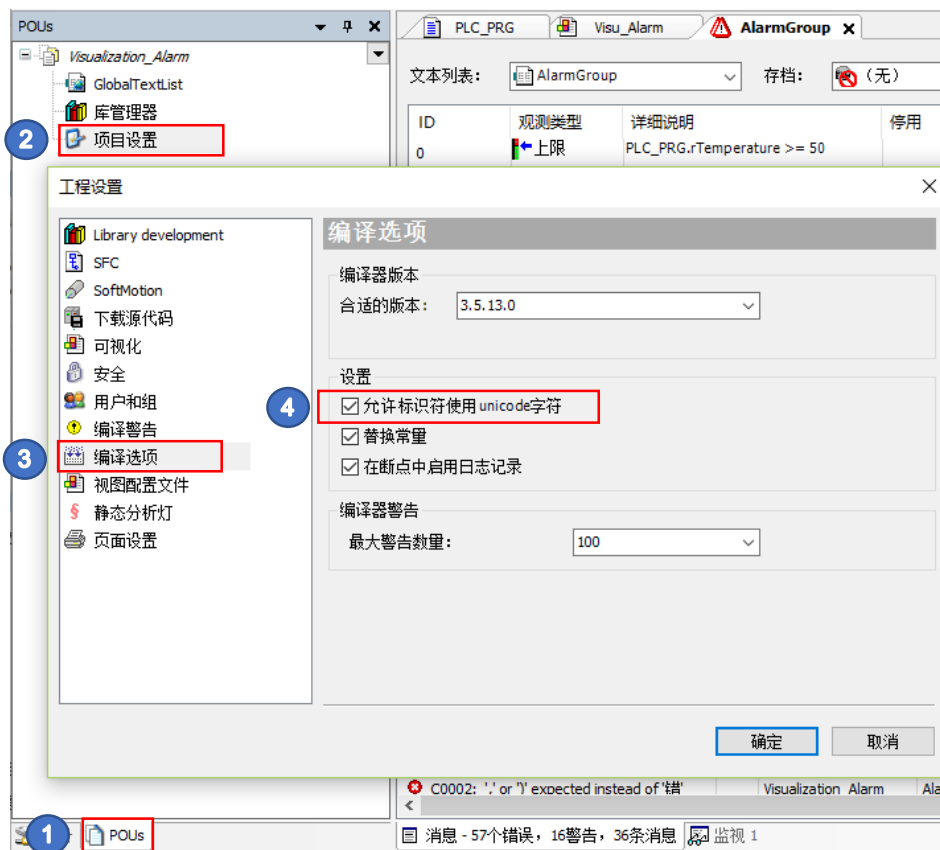 POUs
PLC_PRG
Visu_Alarm
AlarmGroup
Visualization_Alarm
GlobalTextList
库管理器
2
项目设置
文本列表：
AlarmGroup
存档：
(无)
ID
观测类型
详细说明
停用
0
上限
PLC_PRG.rTemperature >= 50
工程设置
Library development
SFC
SoftMotion
下载源代码
可视化
安全
用户和组
编译警告
3
编译选项
视图配置文件
静态分析灯
页面设置
编译选项
编译器版本
合适的版本：
3.5.13.0
设置
4
允许标识符使用unicode字符
替换常量
在断点中启用日志记录
编译器警告
最大警告数量：
100
确定
取消
C0002: ',' or ')' expected instead of '错'
Visualization_Alarm
Ala
1
POUs
消息 - 57个错误，16警告，36条消息
监视 1